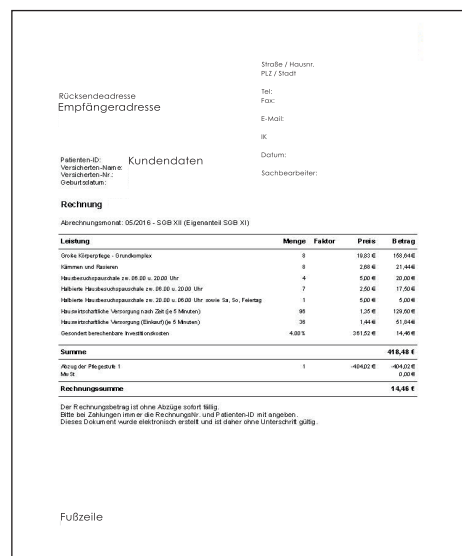 Straße / Hausnr.
PLZ / Stadt
Tel:
Fax:
E-Mail:
IK
Datum:
Sachbearbeiter:
Rücksendeadresse
Empfängeradresse
Patienten-ID:
Versicherten-Name:
Versicherten-Nr.:
Geburtsdatum:
Kundendaten
Rechnung
Abrechnungsmonat: 05/2016 - SGB XII (Eigenanteil SGB XI)
Leistung Menge Faktor Preis Betrag
Große Körperpflege - Grundkomplex 8 19,83 € 158,64 €
Kämmen und Rasieren 8 2,68 € 21,44 €
Hausbesuchspauschale zw. 06.00 u. 20.00 Uhr 4 5,00 € 20,00 €
Halbierte Hausbesuchspauschale zw. 06.00 u. 20.00 Uhr 7 2,50 € 17,50 €
Halbierte Hausbesuchspauschale zw. 20.00 u. 06.00 Uhr sowie Sa, So, Feiertag 1 5,00 € 5,00 €
Hauswirtschaftliche Versorgung nach Zeit (je 5 Minuten) 96 1,35 € 129,60 €
Hauswirtschaftliche Versorgung (Einkauf) (je 5 Minuten) 36 1,44 € 51,84 €
Gesondert berechenbare Investitionskosten 4.00 % 361,52 € 14,46 €
Summe 418,48 €
Abzug der Pflegestufe 1 1 -404,02 € -404,02 €
MwSt 0,00 €
Rechnungssumme 14,46 €
Der Rechnungsbetrag ist ohne Abzüge sofort fällig.
Bitte bei Zahlungen immer die RechnungsNr. und Patienten-ID mit angeben.
Dieses Dokument wurde elektronisch erstellt und ist daher ohne Unterschrift gültig.
Fußzeile